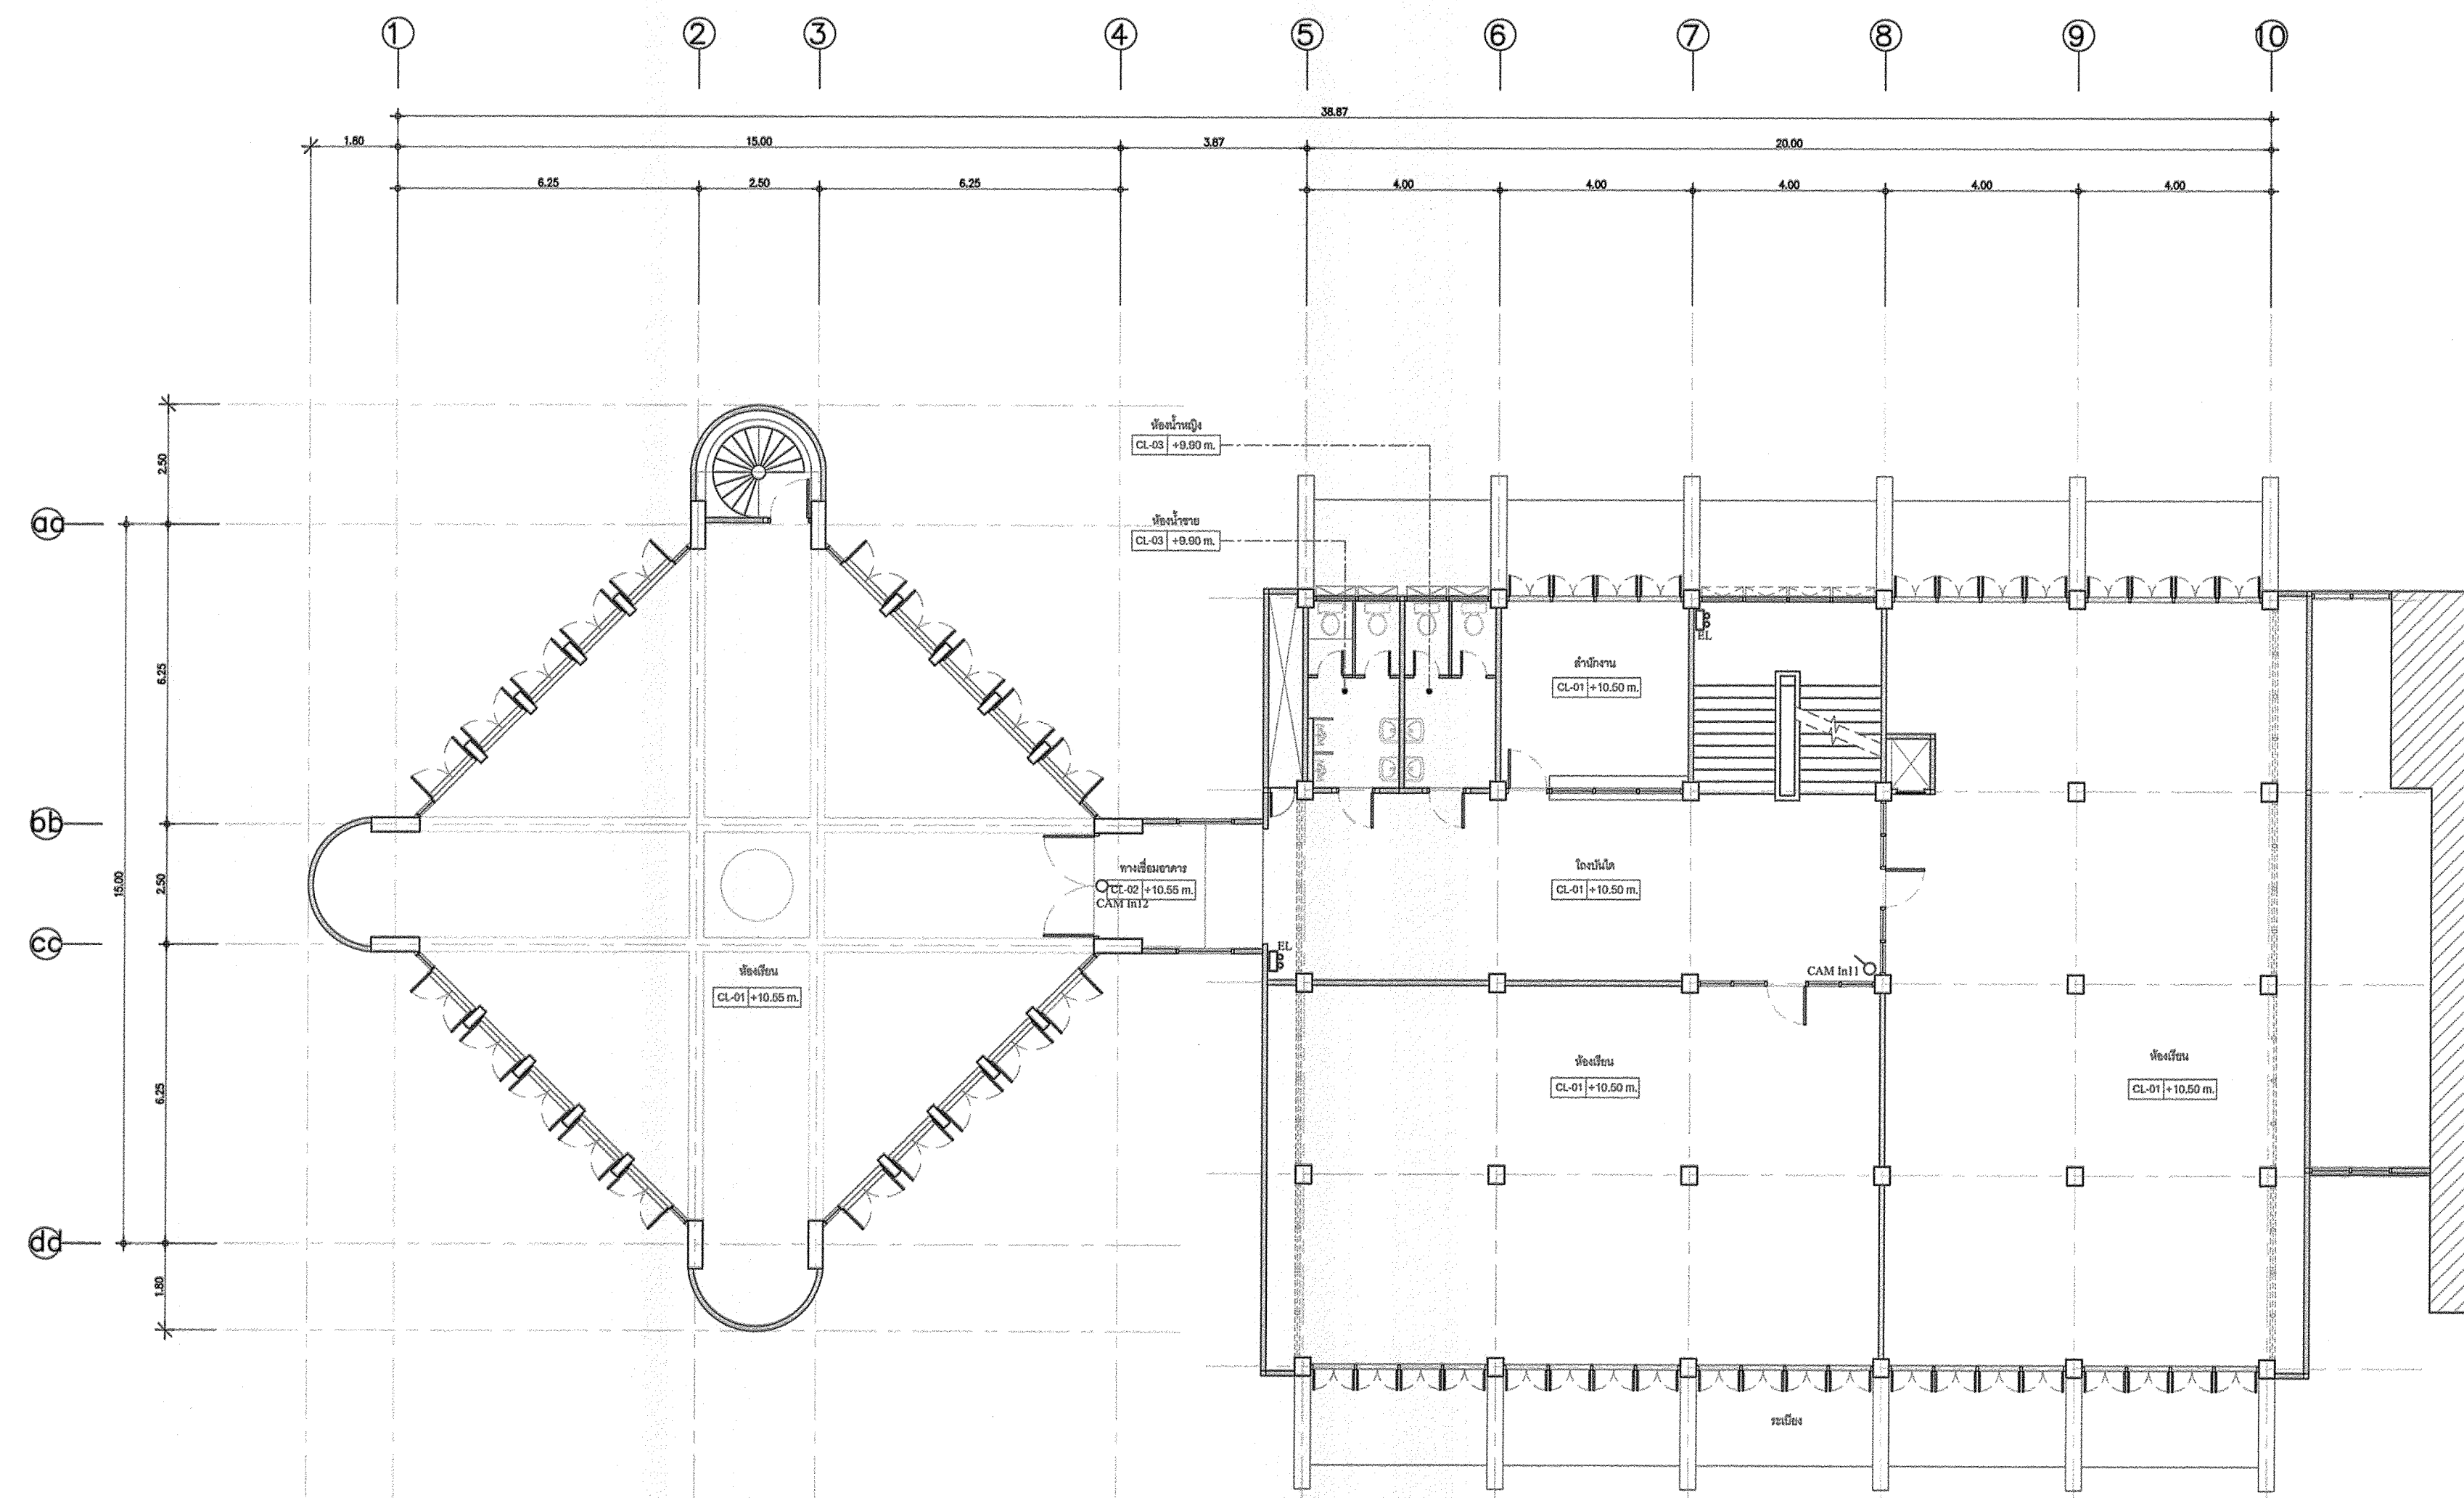 1 2 3 4 5 6 7 8 9 10
38.87
1.80 15.00 3.87 20.00
6.25 2.50 6.25 4.00 4.00 4.00 4.00 4.00
ห้องน้ำหญิง
CL-03 +9.90 m.
2.50
aa
ห้องน้ำชาย
CL-03 +9.90 m.
EL
6.25
สำนักงาน
CL-01 +10.50 m.
bb
ทางเชื่อมอาคาร
CL-02 +10.55 m.
CAM In12
โถงบันได
CL-01 +10.50 m.
15.00
2.50
cc
EL
CAM In11
ห้องเรียน
CL-01 +10.55 m.
ห้องเรียน
CL-01 +10.50 m.
ห้องเรียน
CL-01 +10.50 m.
6.25
dd
1.80
ระเบียง